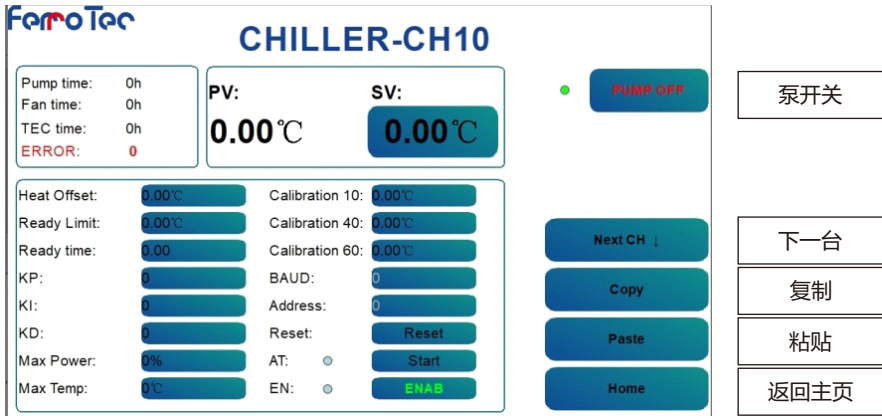 FerroTec
CHILLER-CH10
Pump time: 0h
Fan time: 0h
TEC time: 0h
ERROR: 0
PV: SV:
0.00℃ 0.00℃
PUMP OFF
泵开关
Heat Offset: 0.00℃ Calibration 10: 0.00℃
Ready Limit: 0.00℃ Calibration 40: 0.00℃
Ready time: 0.00 Calibration 60: 0.00℃
KP: 0 BAUD: 0
KI: 0 Address: 0
KD: 0 Reset: Reset
Max Power: 0% AT: Start
Max Temp: 0℃ EN: ENAB
Next CH ↓ 下一台
Copy 复制
Paste 粘贴
Home 返回主页